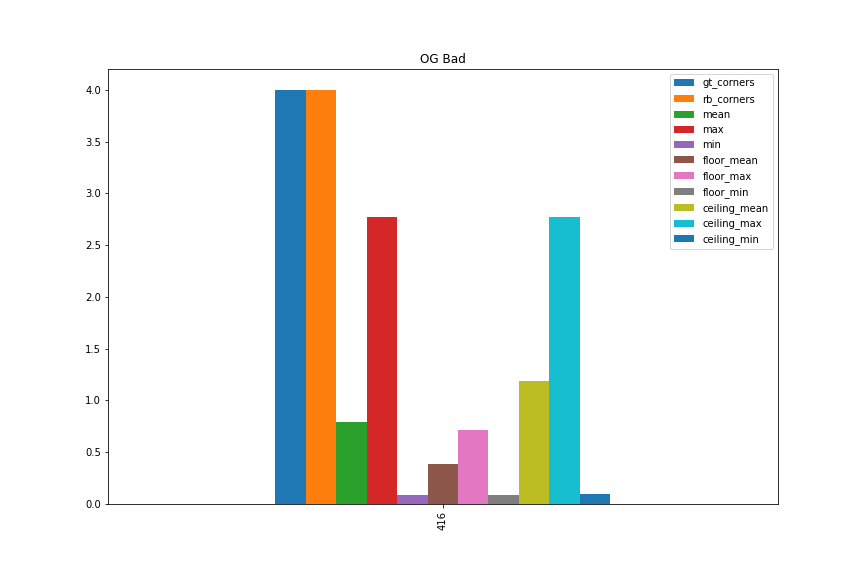 OG Bad
4.0
3.5
3.0
2.5
2.0
1.5
1.0
0.5
0.0
416
gt_corners
rb_corners
mean
max
min
floor_mean
floor_max
floor_min
ceiling_mean
ceiling_max
ceiling_min